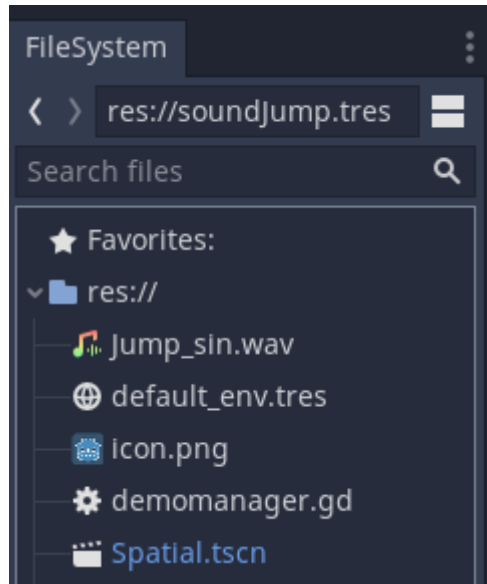 FileSystem
res://soundJump.tres
Search files
Favorites:
res://
Jump_sin.wav
default_env.tres
icon.png
demomanager.gd
Spatial.tscn